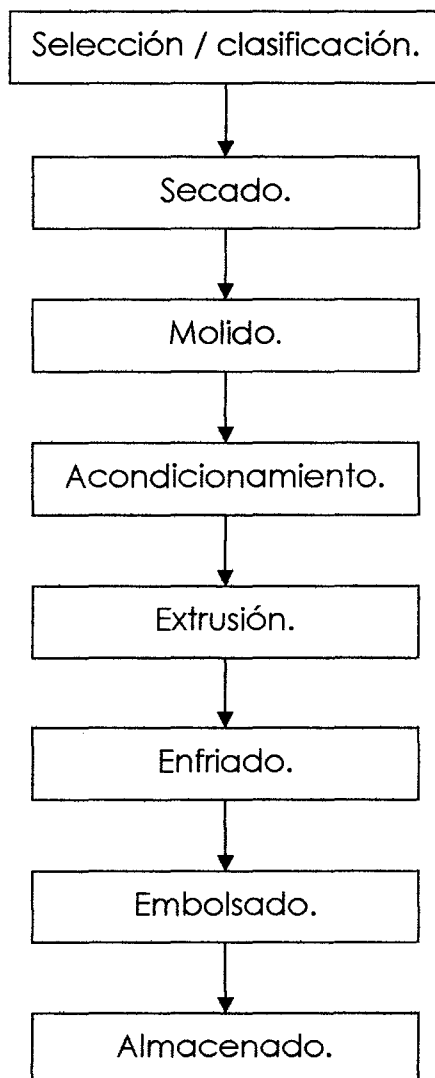 Selección / clasificación.
Secado.
Molido.
Acondicionamiento.
Extrusión.
Enfriado.
Embolsado.
Almacenado.